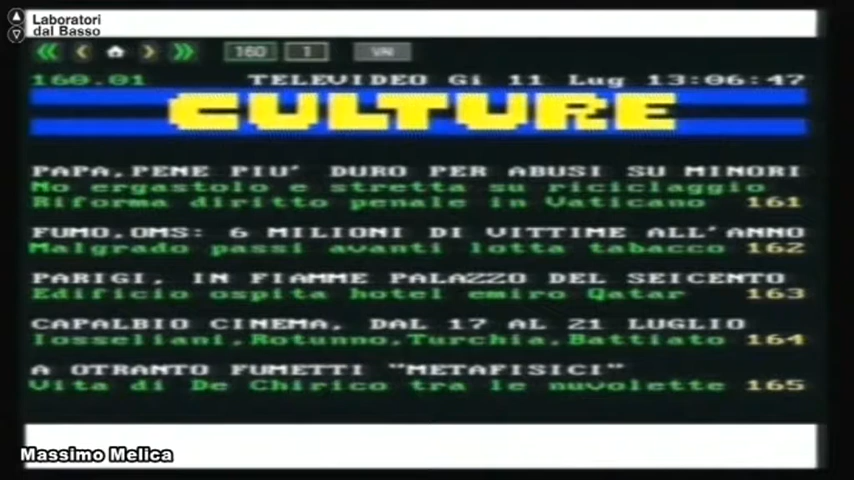 Laboratori
dal Basso
160 1 VAI
160.01 TELEVIDEO Gi 11 Lug 13:06:47
CULTURE
PAPA,PENE PIU' DURO PER ABUSI SU MINORI
No ergastolo e stretta su riciclaggio
Riforma diritto penale in Vaticano 161
FUMO,OMS: 6 MILIONI DI VITTIME ALL'ANNO
Malgrado passi avanti lotta tabacco 162
PARIGI, IN FIAMME PALAZZO DEL SEICENTO
Edificio ospita hotel emiro Qatar 163
CAPALBIO CINEMA, DAL 17 AL 21 LUGLIO
Iosseliani,Rotunno,Turchia,Battiato 164
A OTRANTO FUMETTI "METAFISICI"
Vita di De Chirico tra le nuvolette 165
Massimo Melica